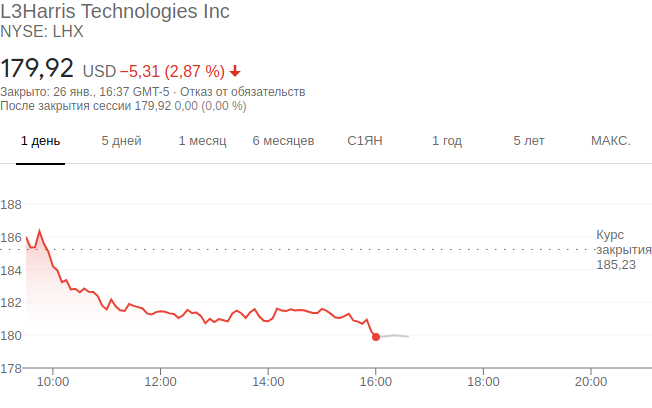 L3Harris Technologies Inc
NYSE: LHX
179,92 USD −5,31 (2,87 %)
Закрыто: 26 янв., 16:37 GMT-5 · Отказ от обязательств
После закрытия сессии 179,92 0,00 (0,00 %)
1 день 5 дней 1 месяц 6 месяцев С1ЯН 1 год 5 лет МАКС.
188
186
184
182
180
178
Курс
закрытия
185,23
10:00 12:00 14:00 16:00 18:00 20:00